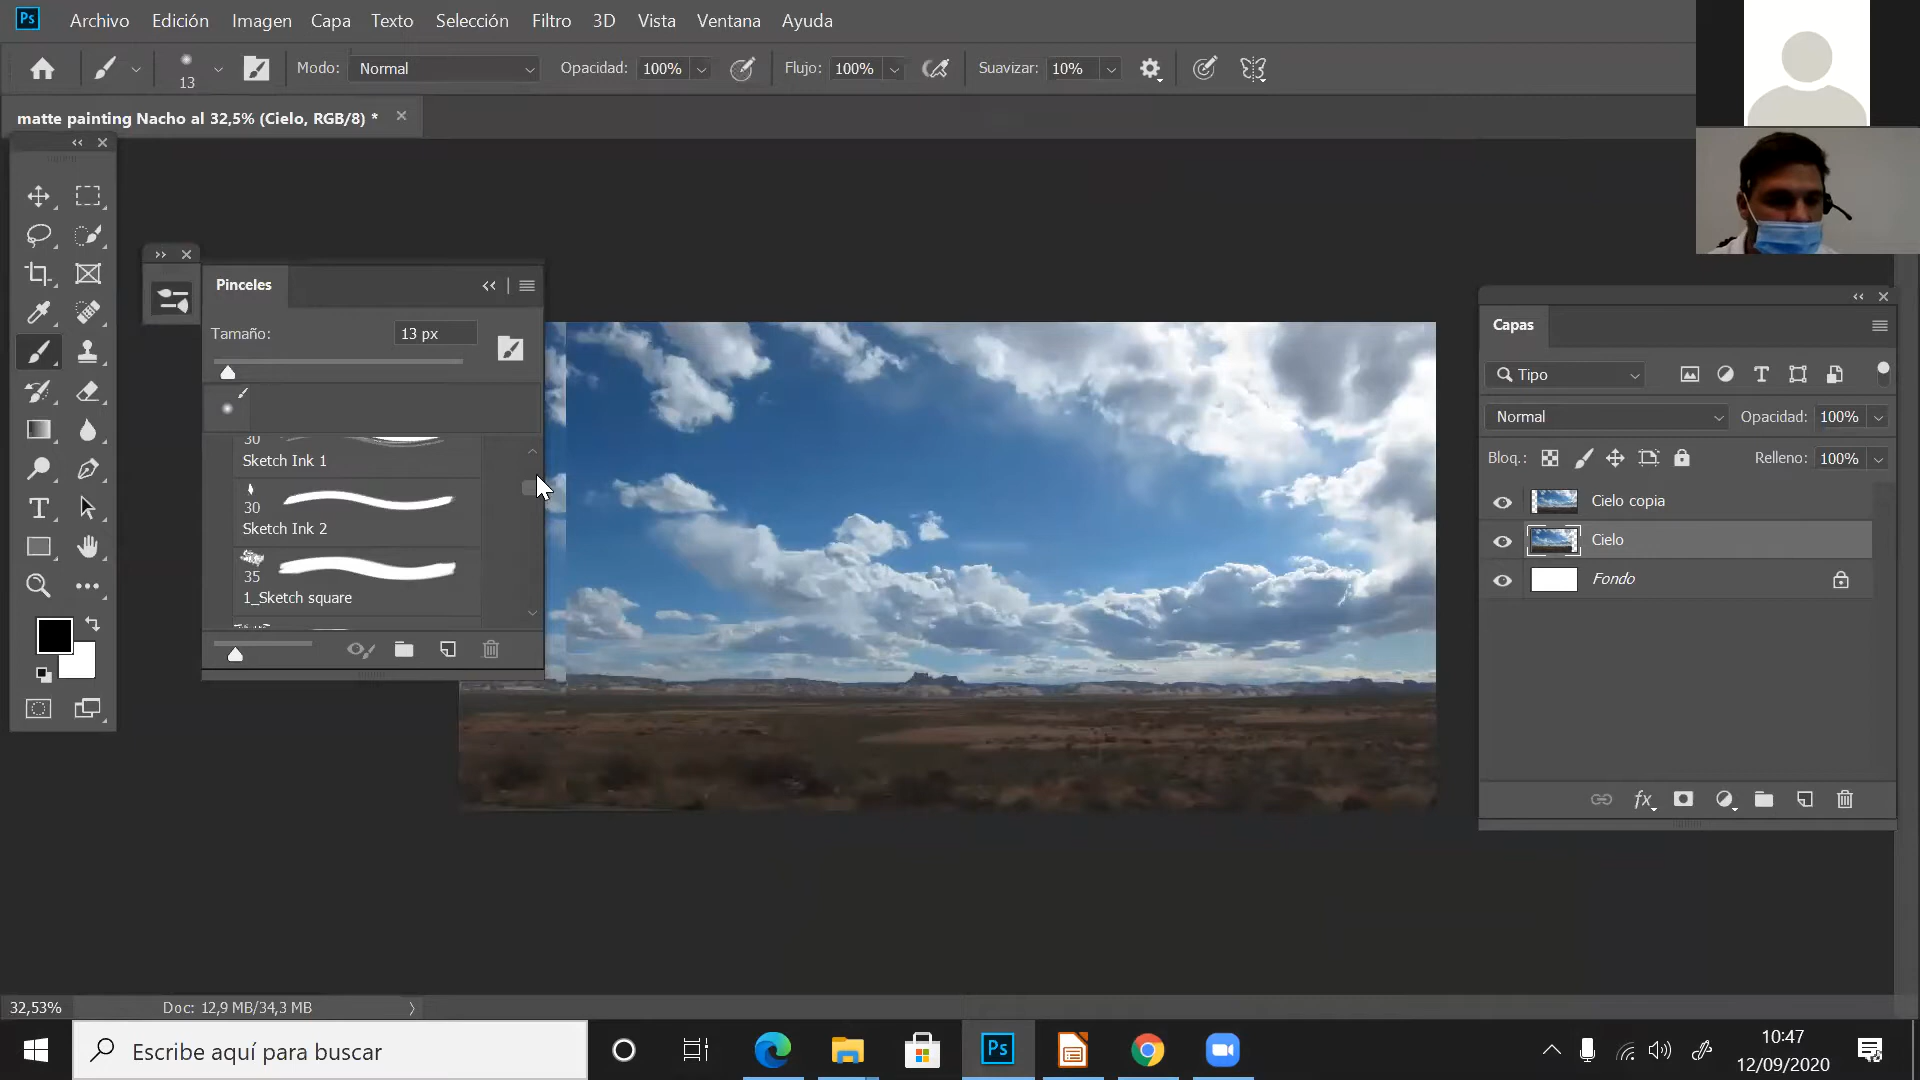 Ps Archivo Edición Imagen Capa Texto Selección Filtro 3D Vista Ventana Ayuda
13 Modo: Normal Opacidad: 100% Flujo: 100% Suavizar: 10%
matte painting Nacho al 32,5% (Cielo, RGB/8) *
Pinceles
Tamaño: 13 px
30
Sketch Ink 1
30
Sketch Ink 2
35
1_Sketch square
Capas
Tipo
Normal Opacidad: 100%
Bloq.: Relleno: 100%
Cielo copia
Cielo
Fondo
fx
32,53% Doc: 12,9 MB/34,3 MB
Escribe aquí para buscar
Ps
10:47
12/09/2020